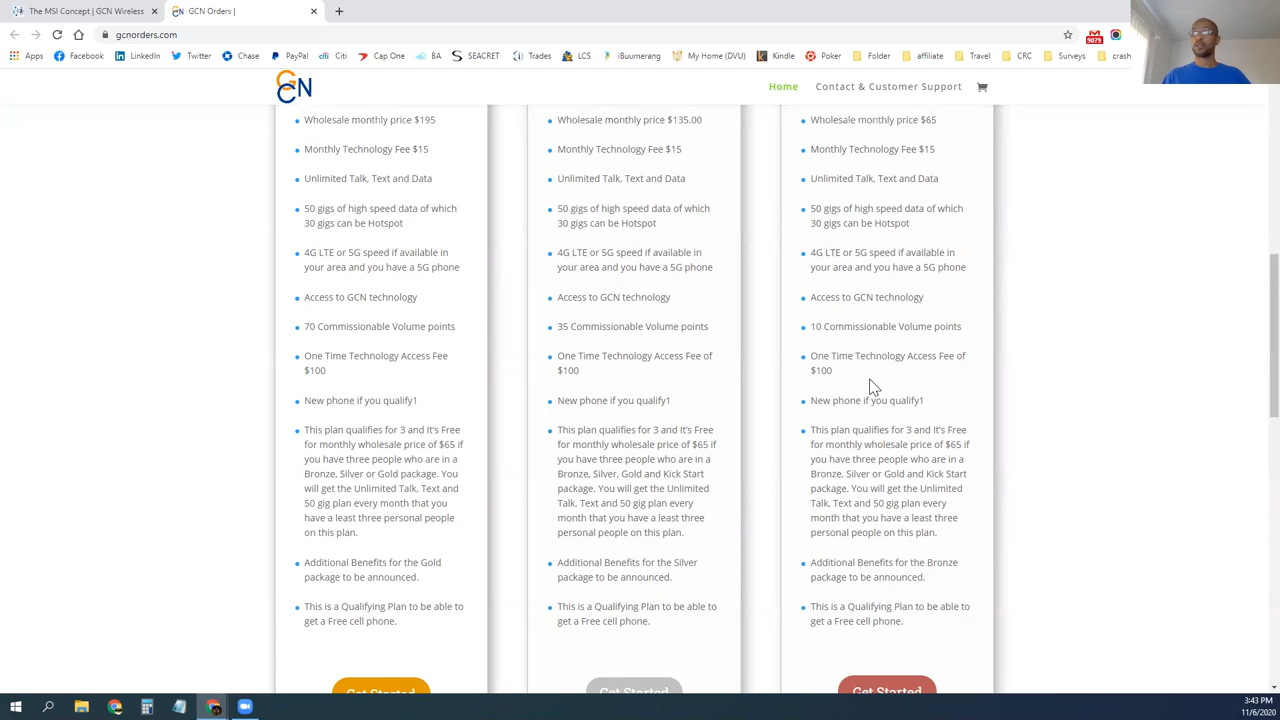 The MSI Concept | GCN Wireless
GCN Orders |
gcnorders.com
Apps Facebook LinkedIn Twitter Chase PayPal Citi Cap One BA SEACRET Trades LCS iBuumerang My Home (DVU) Kindle Poker Folder affiliate Travel CRC Surveys crash
9079
GCN
Home Contact & Customer Support
Wholesale monthly price $195
Monthly Technology Fee $15
Unlimited Talk, Text and Data
50 gigs of high speed data of which
30 gigs can be Hotspot
4G LTE or 5G speed if available in
your area and you have a 5G phone
Access to GCN technology
70 Commissionable Volume points
One Time Technology Access Fee
$100
New phone if you qualify1
This plan qualifies for 3 and It's Free
for monthly wholesale price of $65 if
you have three people who are in a
Bronze, Silver or Gold package. You
will get the Unlimited Talk, Text and
50 gig plan every month that you
have a least three personal people
on this plan.
Additional Benefits for the Gold
package to be announced.
This is a Qualifying Plan to be able to
get a Free cell phone.
Get Started
Wholesale monthly price $135.00
Monthly Technology Fee $15
Unlimited Talk, Text and Data
50 gigs of high speed data of which
30 gigs can be Hotspot
4G LTE or 5G speed if available in
your area and you have a 5G phone
Access to GCN technology
35 Commissionable Volume points
One Time Technology Access Fee of
$100
New phone if you qualify1
This plan qualifies for 3 and It's Free
for monthly wholesale price of $65 if
you have three people who are in a
Bronze, Silver, Gold and Kick Start
package. You will get the Unlimited
Talk, Text and 50 gig plan every
month that you have a least three
personal people on this plan.
Additional Benefits for the Silver
package to be announced.
This is a Qualifying Plan to be able to
get a Free cell phone.
Get Started
Wholesale monthly price $65
Monthly Technology Fee $15
Unlimited Talk, Text and Data
50 gigs of high speed data of which
30 gigs can be Hotspot
4G LTE or 5G speed if available in
your area and you have a 5G phone
Access to GCN technology
10 Commissionable Volume points
One Time Technology Access Fee of
$100
New phone if you qualify1
This plan qualifies for 3 and It's Free
for monthly wholesale price of $65 if
you have three people who are in a
Bronze, Silver or Gold and Kick Start
package. You will get the Unlimited
Talk, Text and 50 gig plan every
month that you have a least three
personal people on this plan.
Additional Benefits for the Bronze
package to be announced.
This is a Qualifying Plan to be able to
get a Free cell phone.
Get Started
3:43 PM
11/6/2020